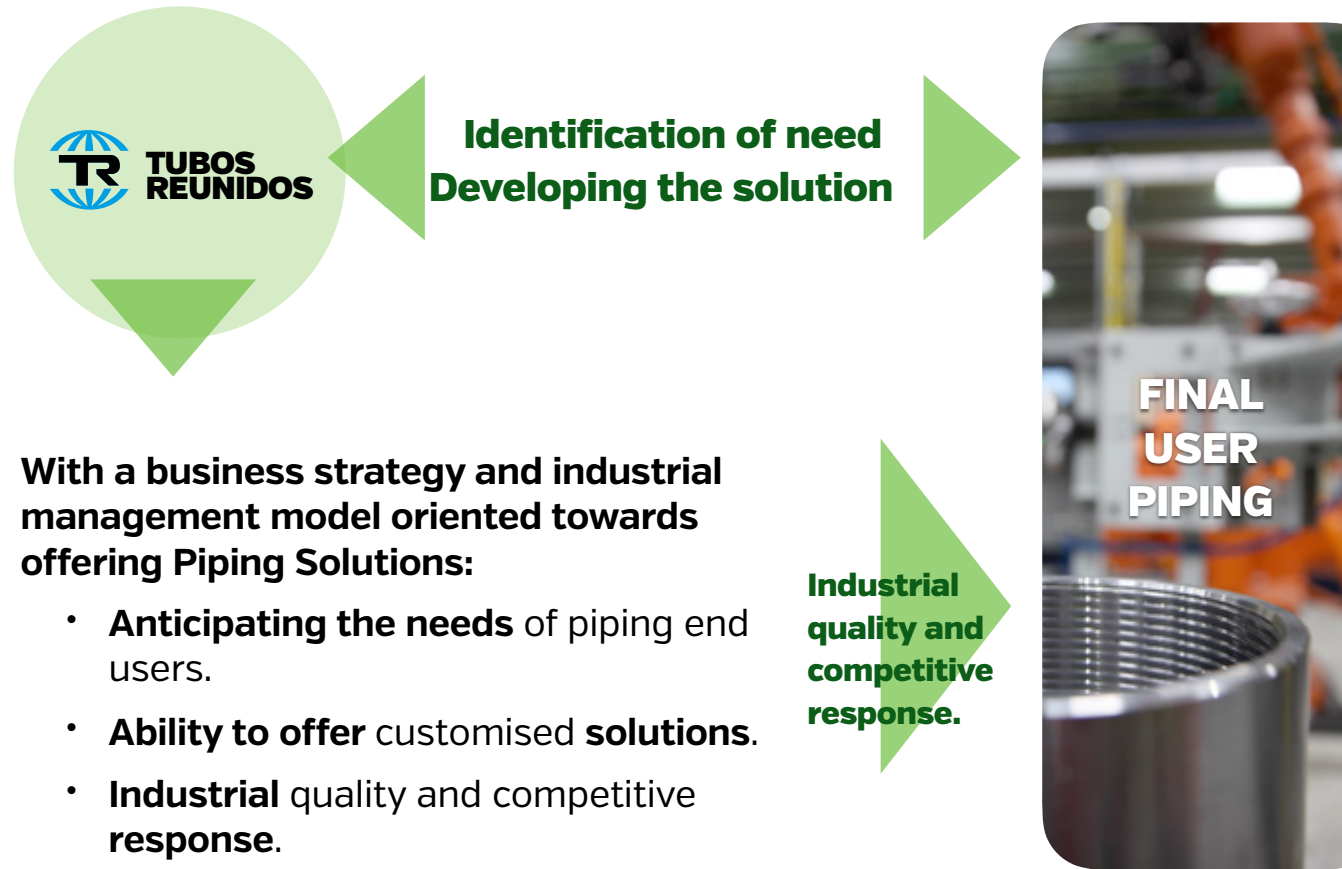 TR TUBOS
REUNIDOS
Identification of need
Developing the solution
FINAL
USER
PIPING
With a business strategy and industrial
management model oriented towards
offering Piping Solutions:
• Anticipating the needs of piping end
users.
• Ability to offer customised solutions.
• Industrial quality and competitive
response.
Industrial
quality and
competitive
response.